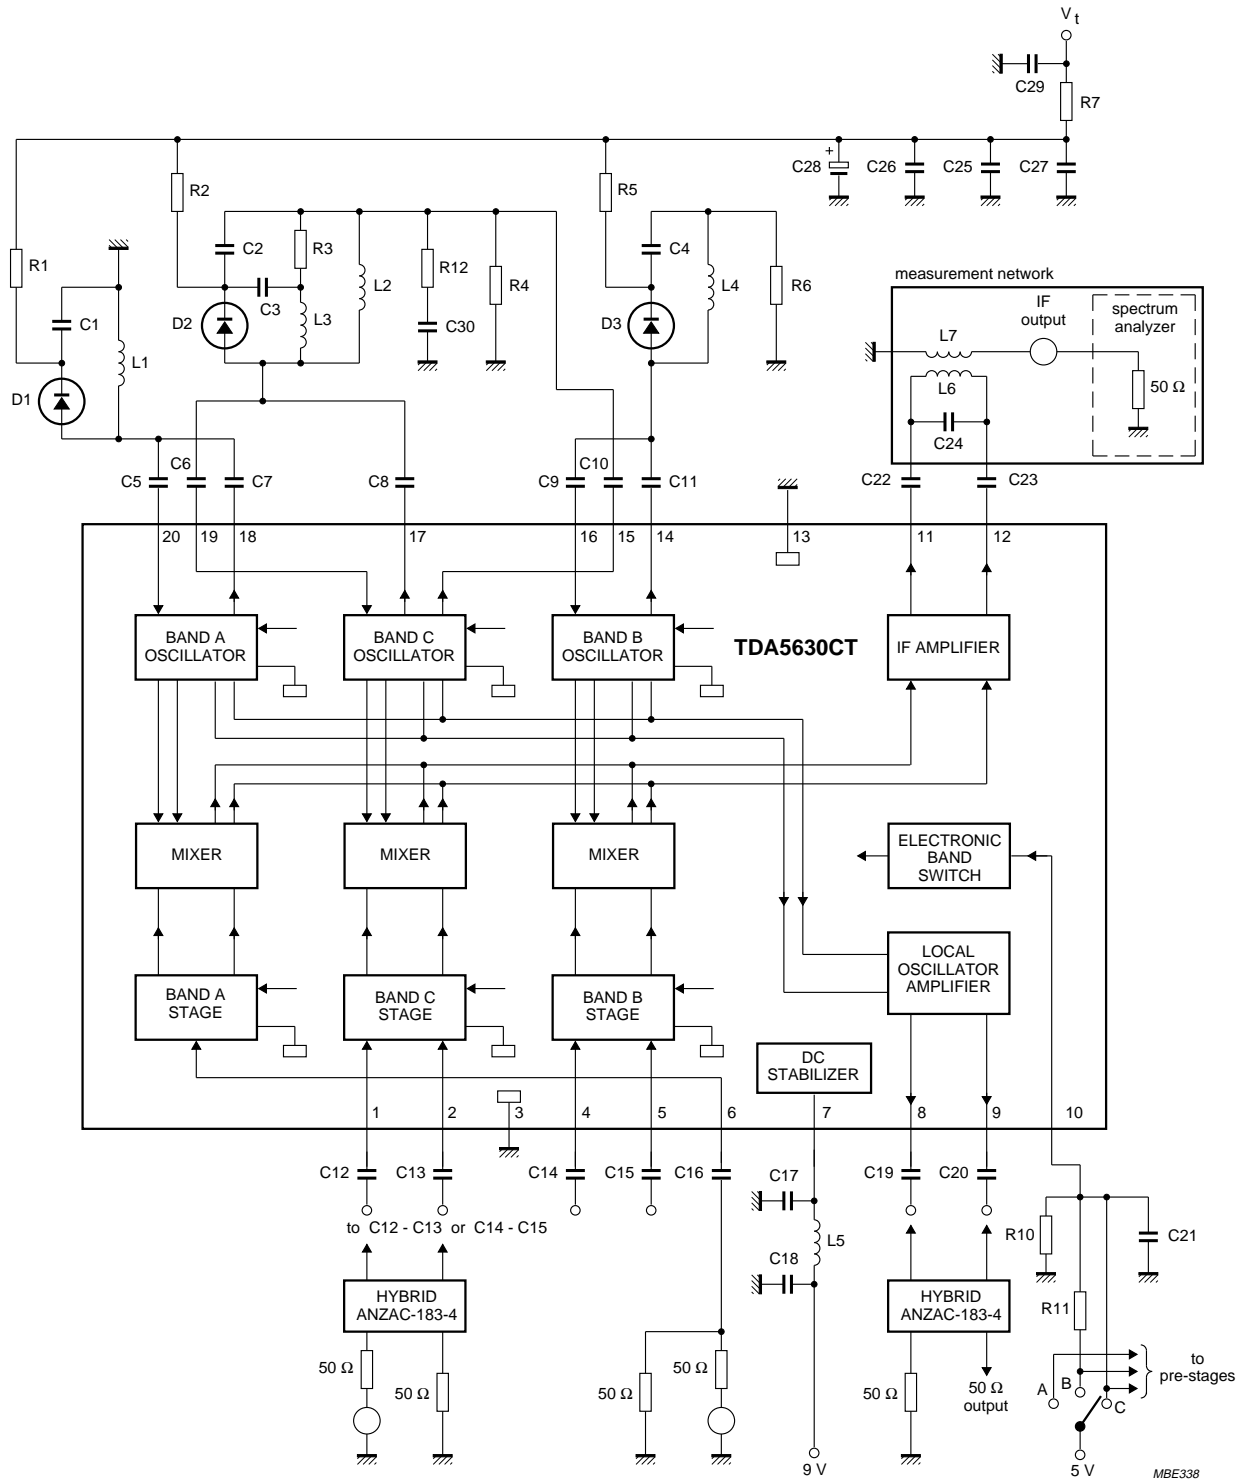 V t
C29
R7
+
C28
C26
C25
C27
R2
R5
R1
C2
R3
R12
R4
L2
C4
L4
R6
C3
L3
C30
D2
D3
C1
L1
D1
measurement network
IF output
spectrum analyzer
L7
L6
50 Ω
C24
C6
C5
C7
C8
C9
C10
C11
C22
C23
20
19
18
17
16
15
14
13
11
12
BAND A OSCILLATOR
BAND C OSCILLATOR
BAND B OSCILLATOR
TDA5630CT
IF AMPLIFIER
MIXER
MIXER
MIXER
ELECTRONIC BAND SWITCH
BAND A STAGE
BAND C STAGE
BAND B STAGE
LOCAL OSCILLATOR AMPLIFIER
DC STABILIZER
1
2
3
4
5
6
7
8
9
10
C12
C13
C14
C15
C16
C17
C19
C20
to C12 - C13 or C14 - C15
L5
C18
R10
C21
HYBRID ANZAC-183-4
HYBRID ANZAC-183-4
R11
50 Ω
50 Ω
50 Ω
50 Ω
50 Ω
50 Ω output
to pre-stages
A
B
C
9 V
5 V
MBE338